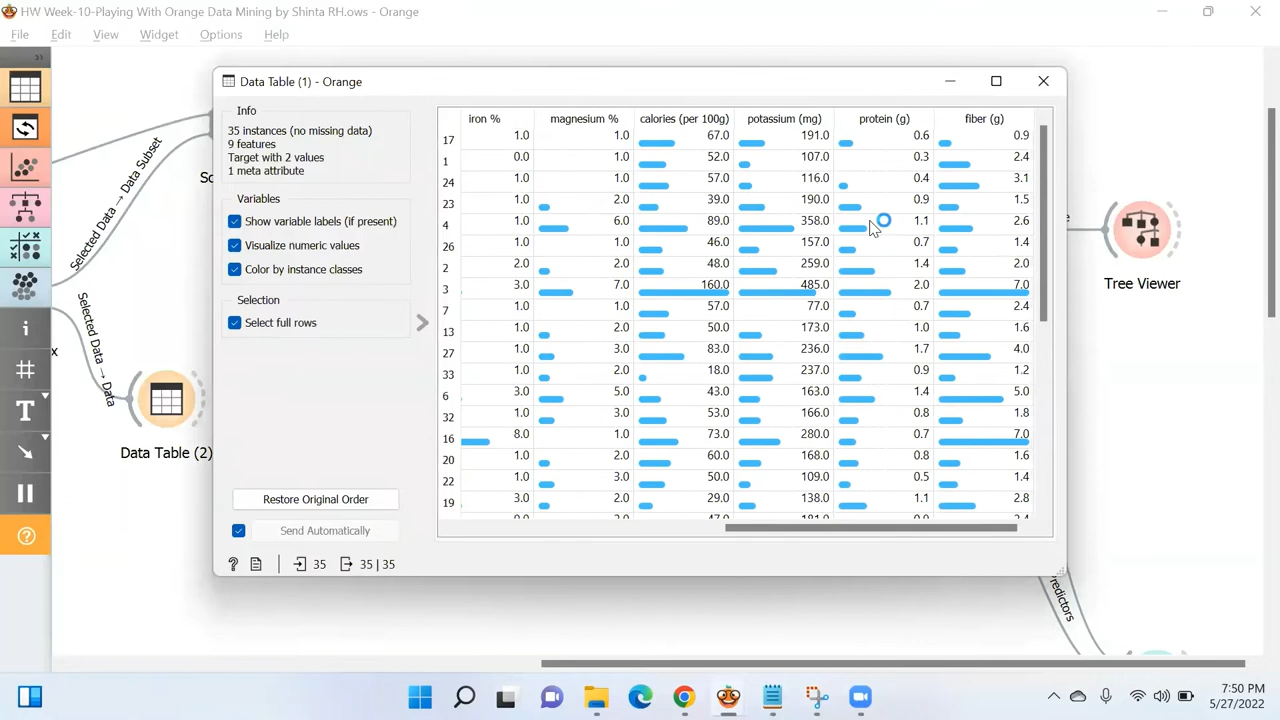 HW Week-10-Playing With Orange Data Mining by Shinta RH.ows - Orange
File Edit View Widget Options Help
Data Table (1) - Orange
Info
35 instances (no missing data)
9 features
Target with 2 values
1 meta attribute
Variables
Show variable labels (if present)
Visualize numeric values
Color by instance classes
Selection
Select full rows
Restore Original Order
Send Automatically
? 35 35 | 35
iron % magnesium % calories (per 100g) potassium (mg) protein (g) fiber (g)
17 1.0 1.0 67.0 191.0 0.6 0.9
1 0.0 1.0 52.0 107.0 0.3 2.4
24 1.0 1.0 57.0 116.0 0.4 3.1
23 1.0 2.0 39.0 190.0 0.9 1.5
4 1.0 6.0 89.0 358.0 1.1 2.6
26 1.0 1.0 46.0 157.0 0.7 1.4
2 2.0 2.0 48.0 259.0 1.4 2.0
3 3.0 7.0 160.0 485.0 2.0 7.0
7 1.0 1.0 57.0 77.0 0.7 2.4
13 1.0 2.0 50.0 173.0 1.0 1.6
27 1.0 3.0 83.0 236.0 1.7 4.0
33 1.0 2.0 18.0 237.0 0.9 1.2
6 3.0 5.0 43.0 163.0 1.4 5.0
32 1.0 3.0 53.0 166.0 0.8 1.8
16 8.0 1.0 73.0 280.0 0.7 7.0
20 1.0 2.0 60.0 168.0 0.8 1.6
22 1.0 3.0 50.0 109.0 0.5 1.4
19 3.0 2.0 29.0 138.0 1.1 2.8
Selected Data → Data Subset
Selected Data → Data
Data Table (2)
Tree Viewer
7:50 PM
5/27/2022